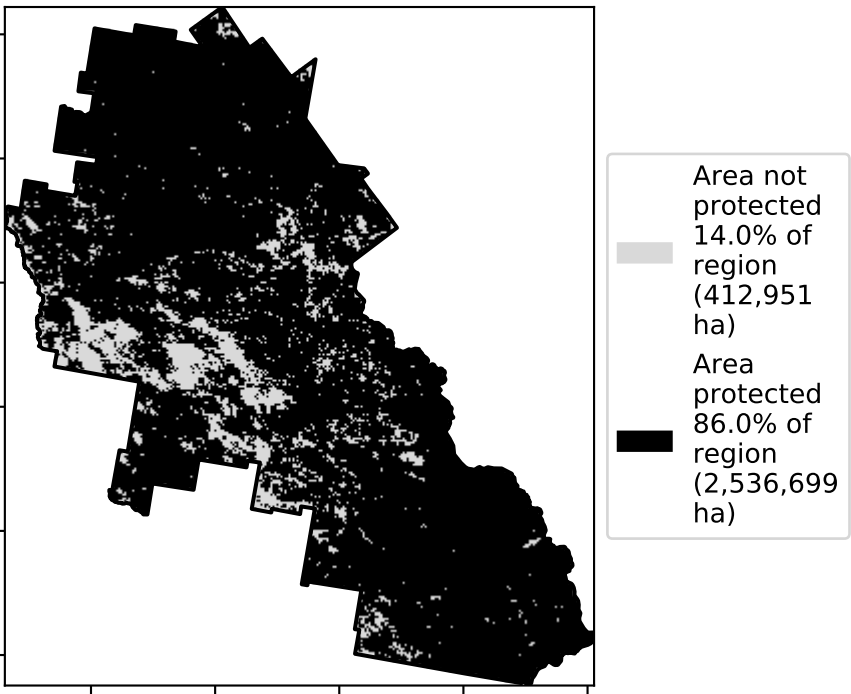 Area not
protected
14.0% of
region
(412,951
ha)
Area
protected
86.0% of
region
(2,536,699
ha)